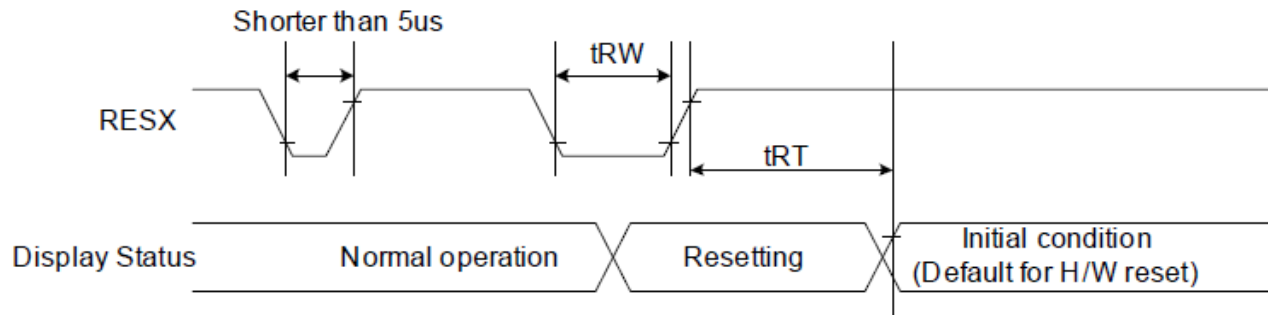 Shorter than 5us
tRW
RESX
tRT
Display Status
Normal operation
Resetting
Initial condition
(Default for H/W reset)